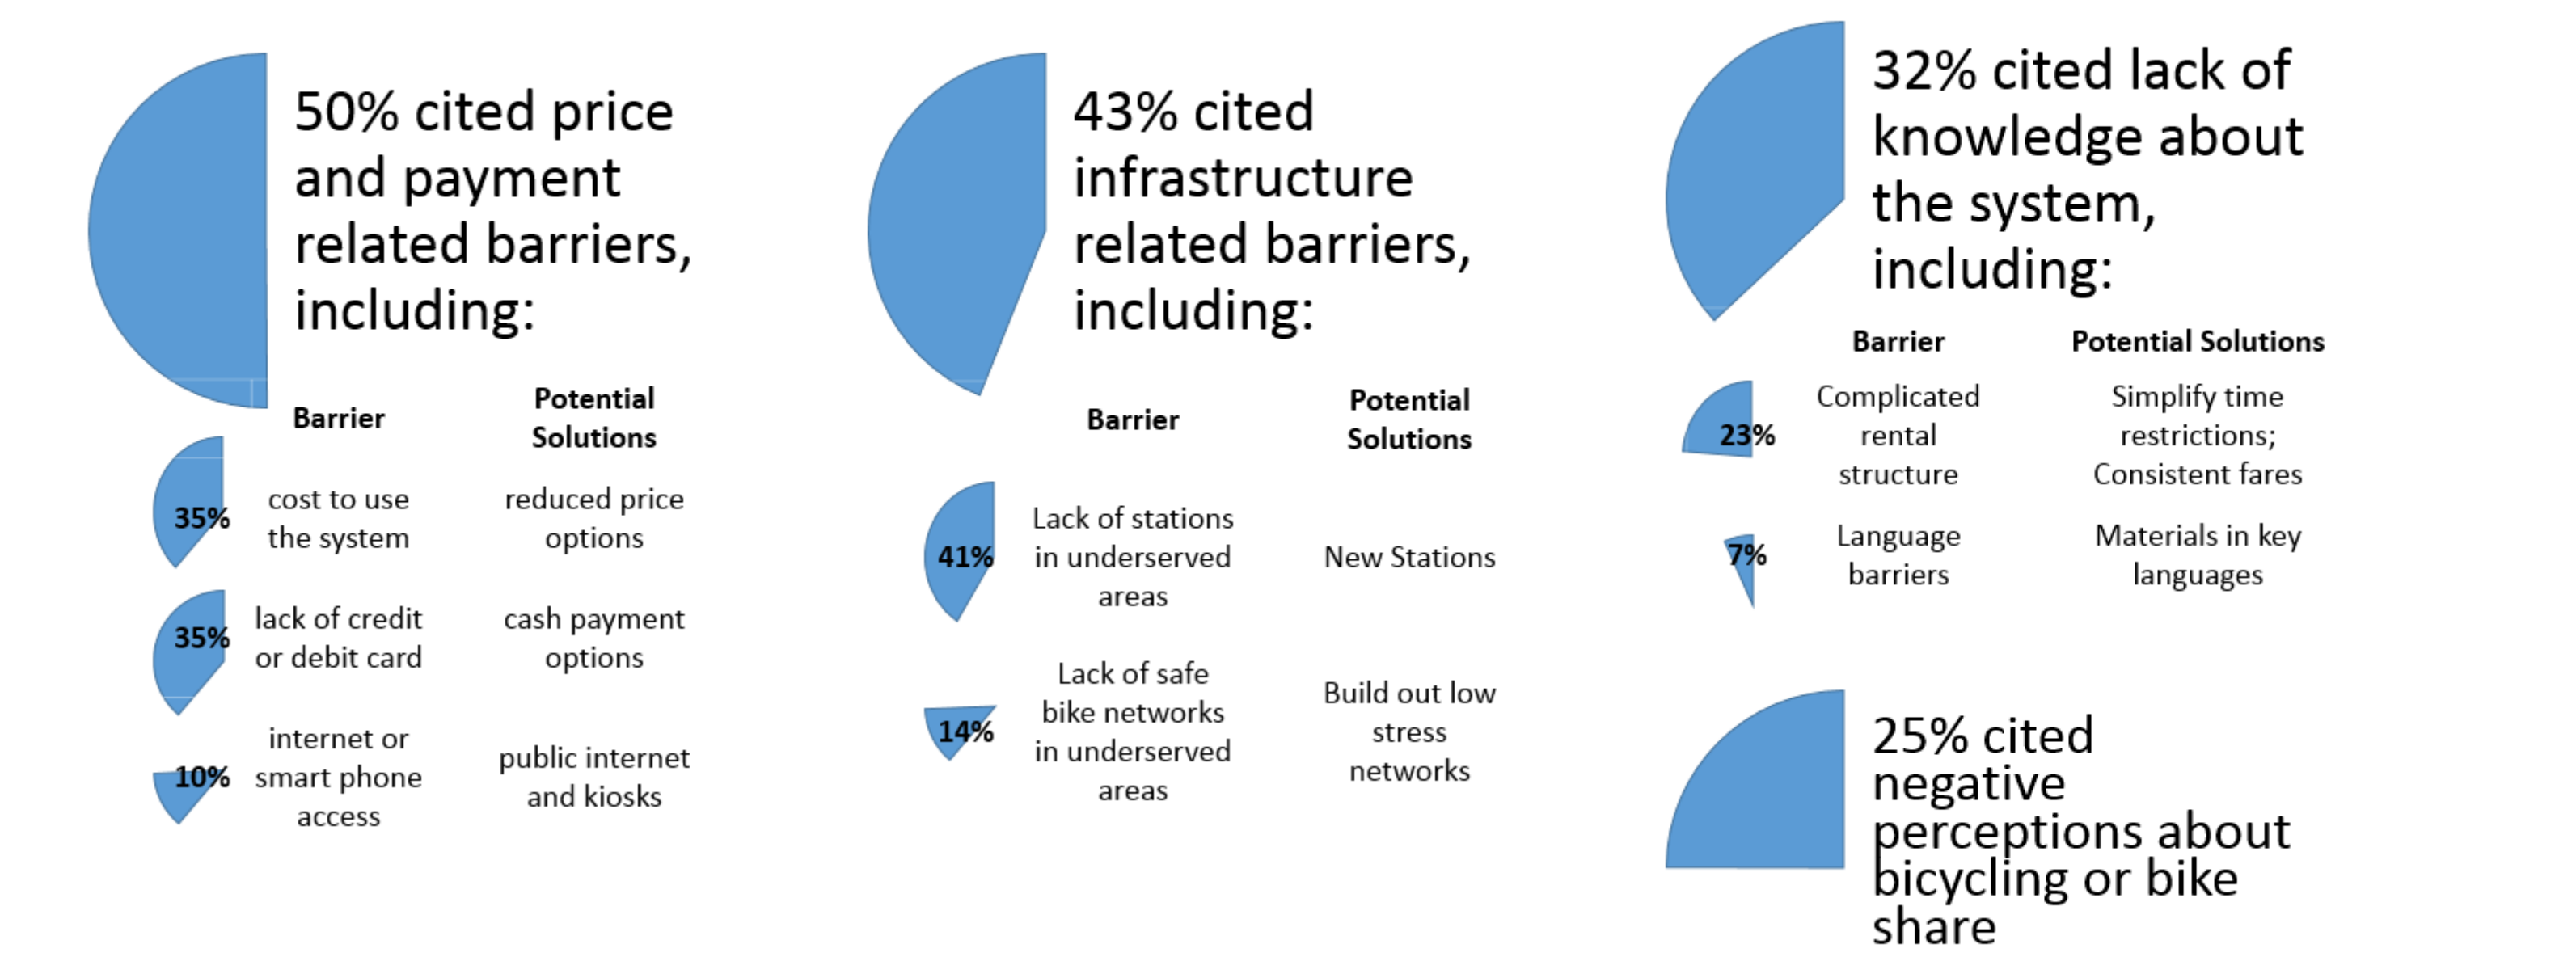 50% cited price
and payment
related barriers,
including:
Barrier
Potential
Solutions
35%
cost to use
the system
reduced price
options
35%
lack of credit
or debit card
cash payment
options
10%
internet or
smart phone
access
public internet
and kiosks
43% cited
infrastructure
related barriers,
including:
Barrier
Potential
Solutions
41%
Lack of stations
in underserved
areas
New Stations
14%
Lack of safe
bike networks
in underserved
areas
Build out low
stress
networks
32% cited lack of
knowledge about
the system,
including:
Barrier
Potential Solutions
23%
Complicated
rental
structure
Simplify time
restrictions;
Consistent fares
7%
Language
barriers
Materials in key
languages
25% cited
negative
perceptions about
bicycling or bike
share